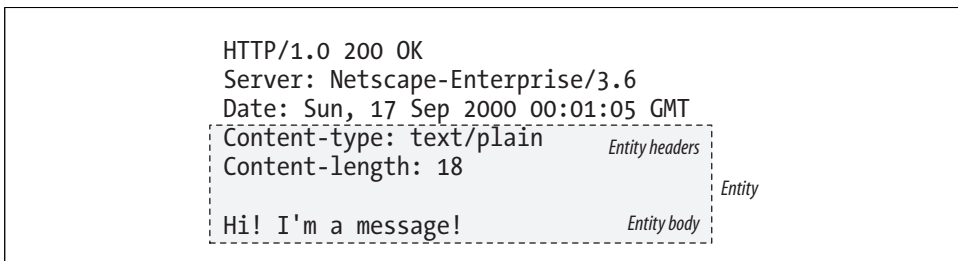 HTTP/1.0 200 OK
Server: Netscape-Enterprise/3.6
Date: Sun, 17 Sep 2000 00:01:05 GMT
Content-type: text/plain
Entity headers
Content-length: 18
Entity
Hi! I'm a message!
Entity body